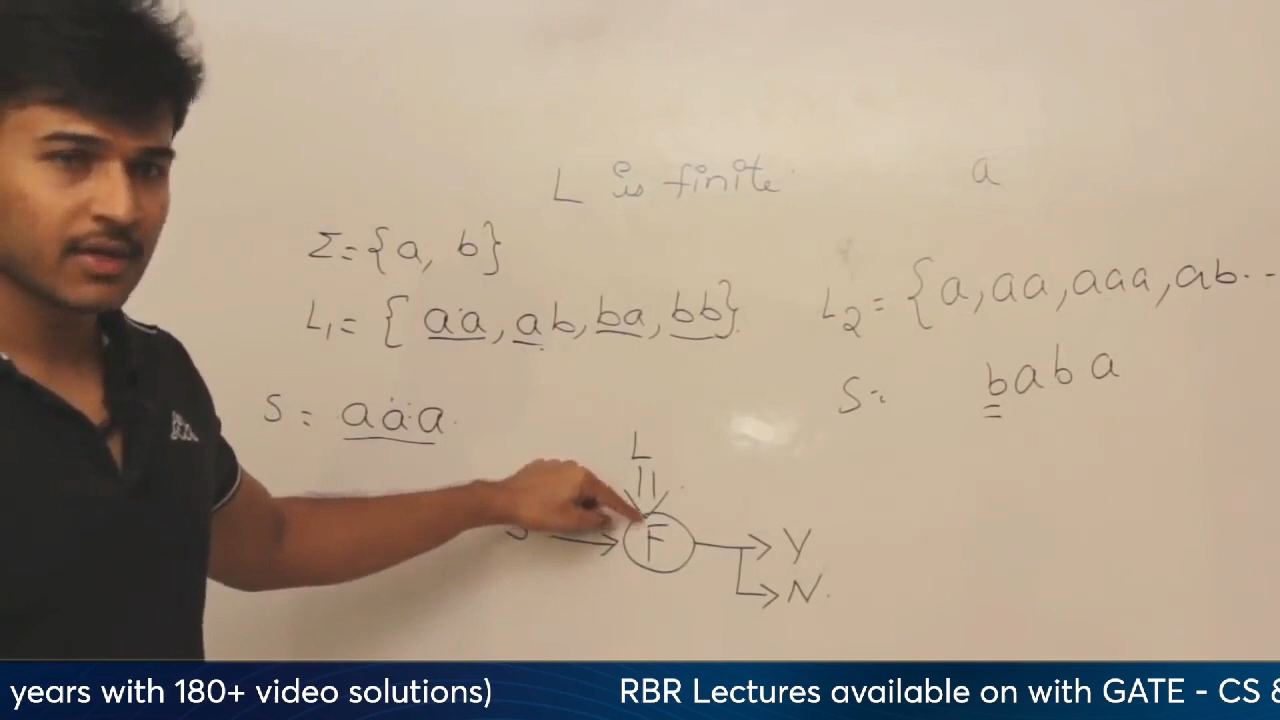 L is finite a
Σ = {a, b}
L₁ = {aa, ab, ba, bb}
L₂ = {a, aa, aaa, ab...
S = aaa
S = baba
L
F
Y
N
years with 180+ video solutions)
RBR Lectures available on with GATE - CS &